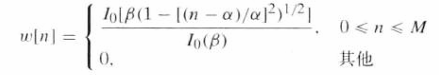 w[n] = { I₀[β(1 - [(n - α)/α]²)^{1/2}] / I₀(β), 0 ≤ n ≤ M
0, 其他